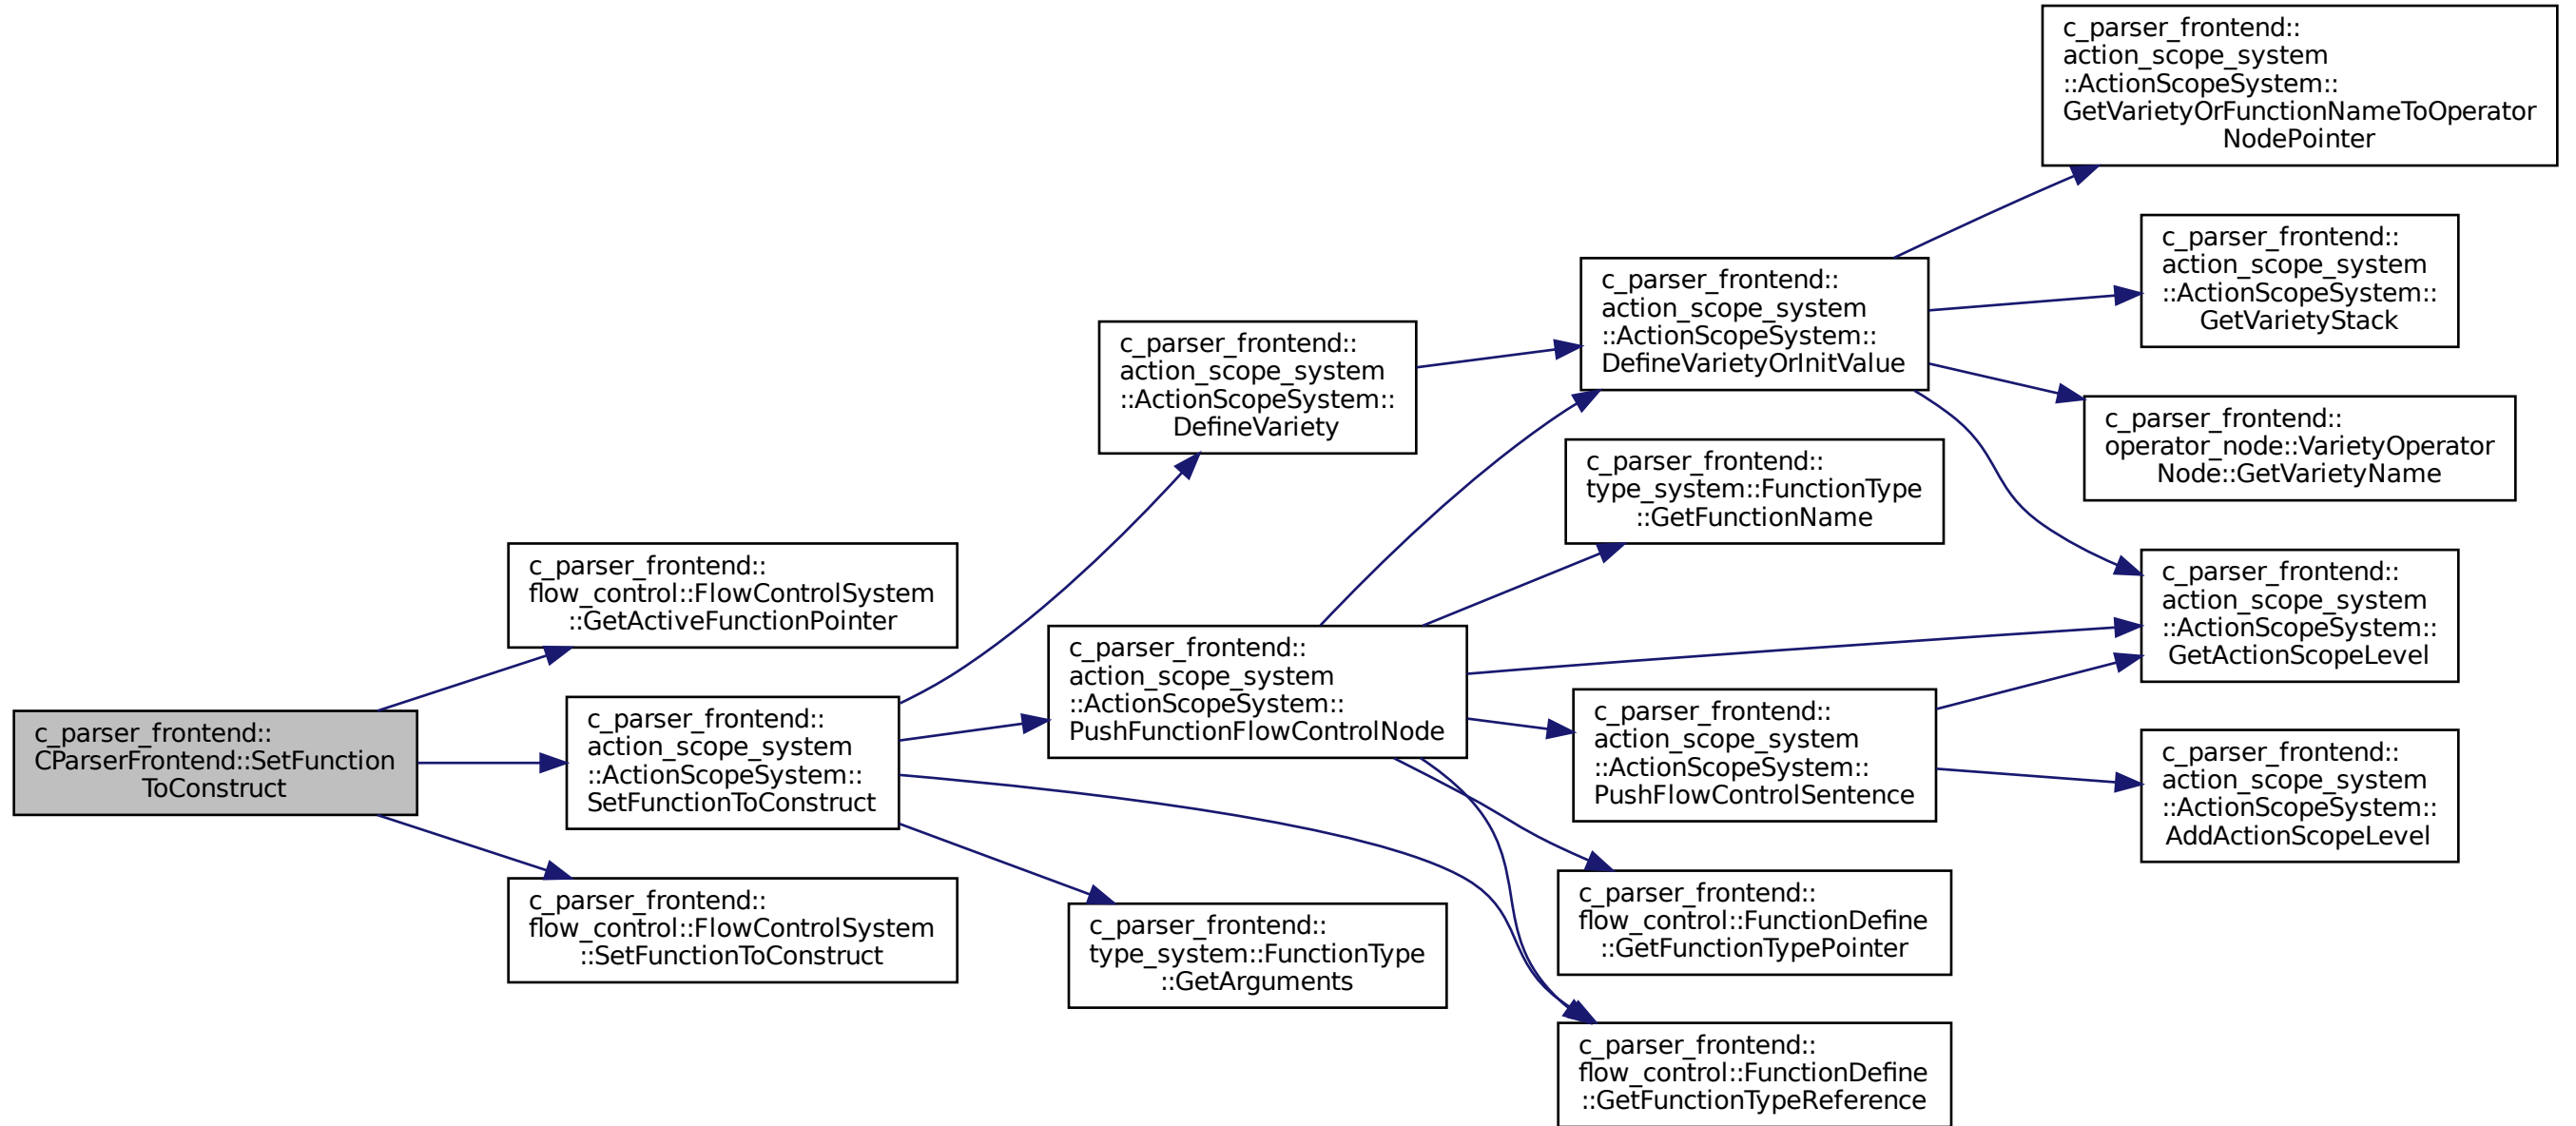 c_parser_frontend::
CParserFrontend::SetFunction
ToConstruct
c_parser_frontend::
flow_control::FlowControlSystem
::GetActiveFunctionPointer
c_parser_frontend::
action_scope_system
::ActionScopeSystem::
SetFunctionToConstruct
c_parser_frontend::
flow_control::FlowControlSystem
::SetFunctionToConstruct
c_parser_frontend::
action_scope_system
::ActionScopeSystem::
DefineVariety
c_parser_frontend::
action_scope_system
::ActionScopeSystem::
PushFunctionFlowControlNode
c_parser_frontend::
type_system::FunctionType
::GetArguments
c_parser_frontend::
action_scope_system
::ActionScopeSystem::
DefineVarietyOrInitValue
c_parser_frontend::
type_system::FunctionType
::GetFunctionName
c_parser_frontend::
action_scope_system
::ActionScopeSystem::
PushFlowControlSentence
c_parser_frontend::
flow_control::FunctionDefine
::GetFunctionTypePointer
c_parser_frontend::
flow_control::FunctionDefine
::GetFunctionTypeReference
c_parser_frontend::
action_scope_system
::ActionScopeSystem::
GetVarietyOrFunctionNameToOperator
NodePointer
c_parser_frontend::
action_scope_system
::ActionScopeSystem::
GetVarietyStack
c_parser_frontend::
operator_node::VarietyOperator
Node::GetVarietyName
c_parser_frontend::
action_scope_system
::ActionScopeSystem::
GetActionScopeLevel
c_parser_frontend::
action_scope_system
::ActionScopeSystem::
AddActionScopeLevel